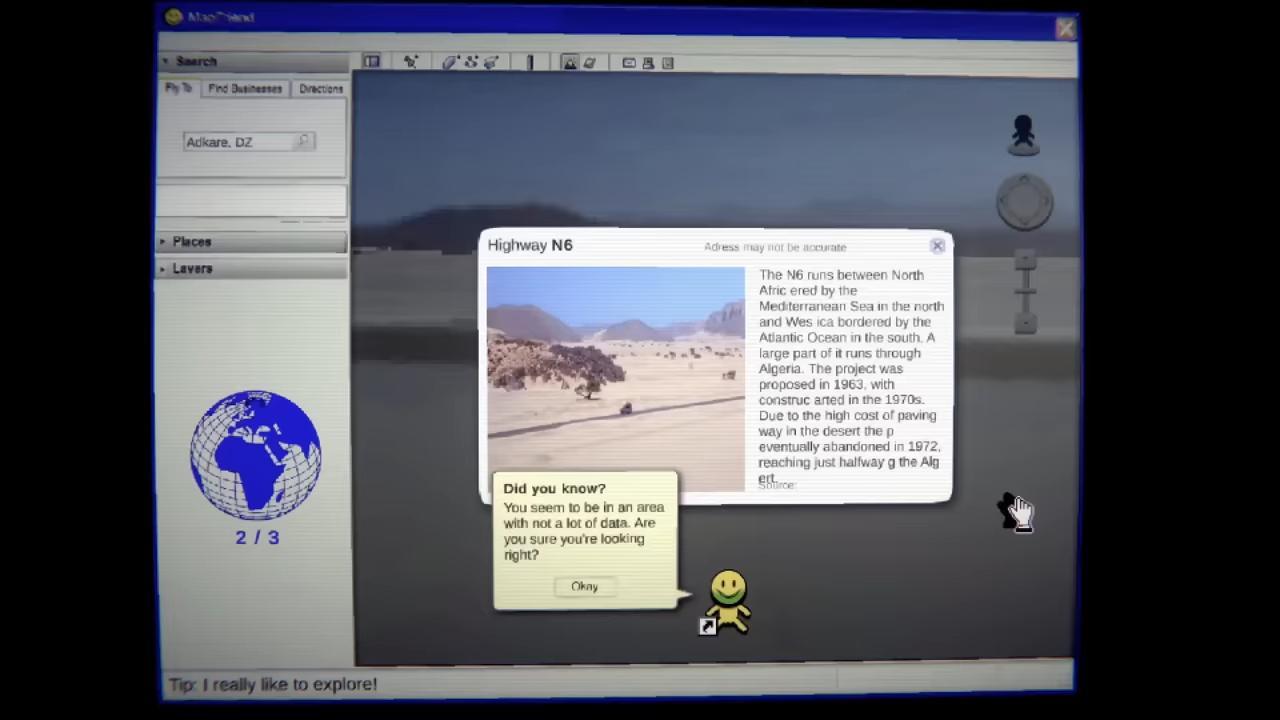 MapFriend
Search
Fly To
Find Businesses
Directions
Adkare, DZ
Places
Layers
2 / 3
Highway N6
Adress may not be accurate
The N6 runs between North
Afric ered by the
Mediterranean Sea in the north
and Wes ica bordered by the
Atlantic Ocean in the south. A
large part of it runs through
Algeria. The project was
proposed in 1963, with
construc arted in the 1970s.
Due to the high cost of paving
way in the desert the p
eventually abandoned in 1972,
reaching just halfway g the Alg
ert.
Source:
Did you know?
You seem to be in an area
with not a lot of data. Are
you sure you're looking
right?
Okay
Tip: I really like to explore!